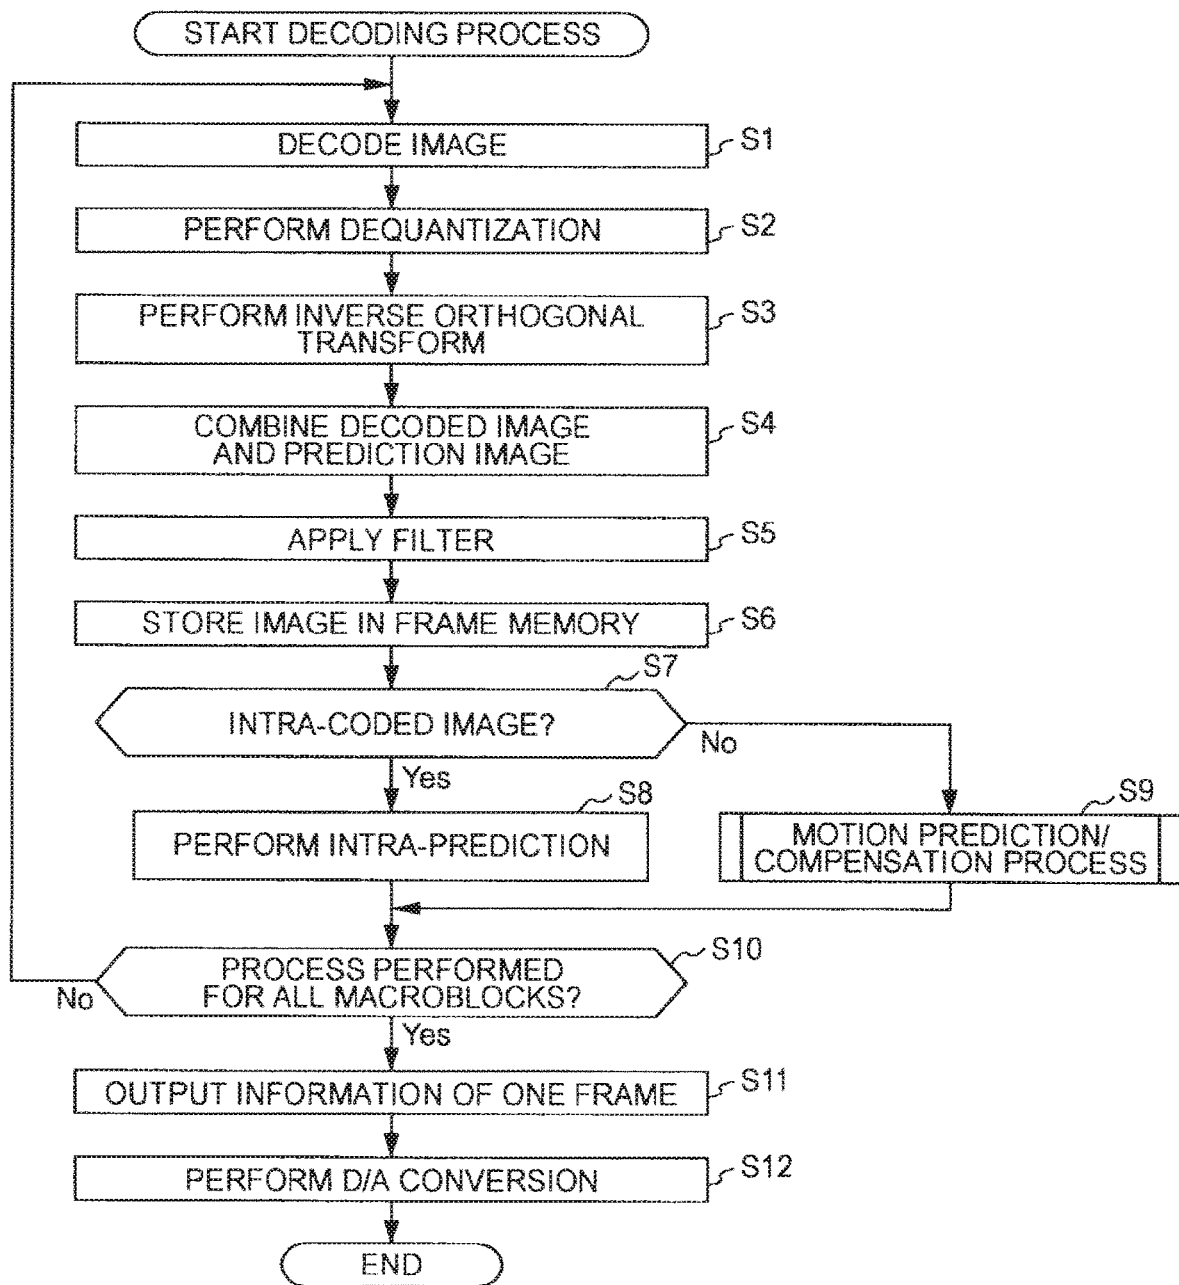 START DECODING PROCESS
DECODE IMAGE
S1
PERFORM DEQUANTIZATION
S2
PERFORM INVERSE ORTHOGONAL
TRANSFORM
S3
COMBINE DECODED IMAGE
AND PREDICTION IMAGE
S4
APPLY FILTER
S5
STORE IMAGE IN FRAME MEMORY
S6
S7
INTRA-CODED IMAGE?
No
Yes
S8
PERFORM INTRA-PREDICTION
S9
MOTION PREDICTION/
COMPENSATION PROCESS
S10
PROCESS PERFORMED
FOR ALL MACROBLOCKS?
No
Yes
OUTPUT INFORMATION OF ONE FRAME
S11
PERFORM D/A CONVERSION
S12
END